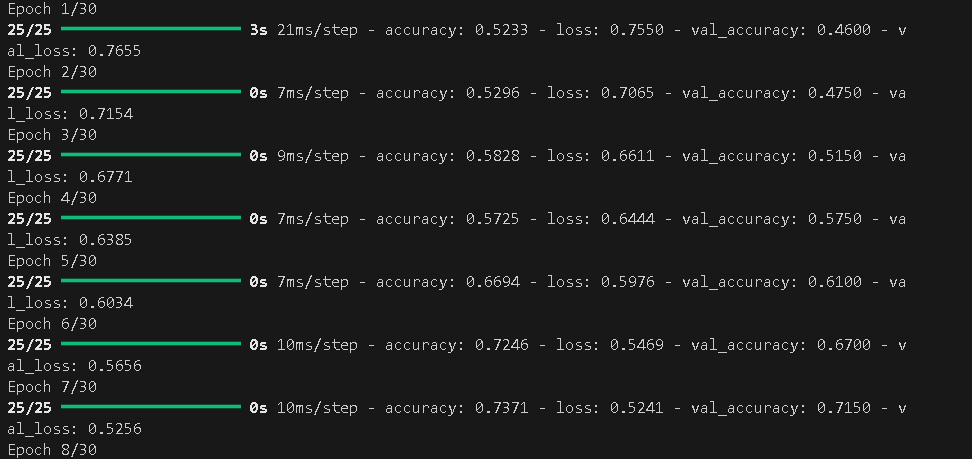 Epoch 1/30
25/25 3s 21ms/step - accuracy: 0.5233 - loss: 0.7550 - val_accuracy: 0.4600 - v
al_loss: 0.7655
Epoch 2/30
25/25 0s 7ms/step - accuracy: 0.5296 - loss: 0.7065 - val_accuracy: 0.4750 - va
l_loss: 0.7154
Epoch 3/30
25/25 0s 9ms/step - accuracy: 0.5828 - loss: 0.6611 - val_accuracy: 0.5150 - va
l_loss: 0.6771
Epoch 4/30
25/25 0s 7ms/step - accuracy: 0.5725 - loss: 0.6444 - val_accuracy: 0.5750 - va
l_loss: 0.6385
Epoch 5/30
25/25 0s 7ms/step - accuracy: 0.6694 - loss: 0.5976 - val_accuracy: 0.6100 - va
l_loss: 0.6034
Epoch 6/30
25/25 0s 10ms/step - accuracy: 0.7246 - loss: 0.5469 - val_accuracy: 0.6700 - v
al_loss: 0.5656
Epoch 7/30
25/25 0s 10ms/step - accuracy: 0.7371 - loss: 0.5241 - val_accuracy: 0.7150 - v
al_loss: 0.5256
Epoch 8/30